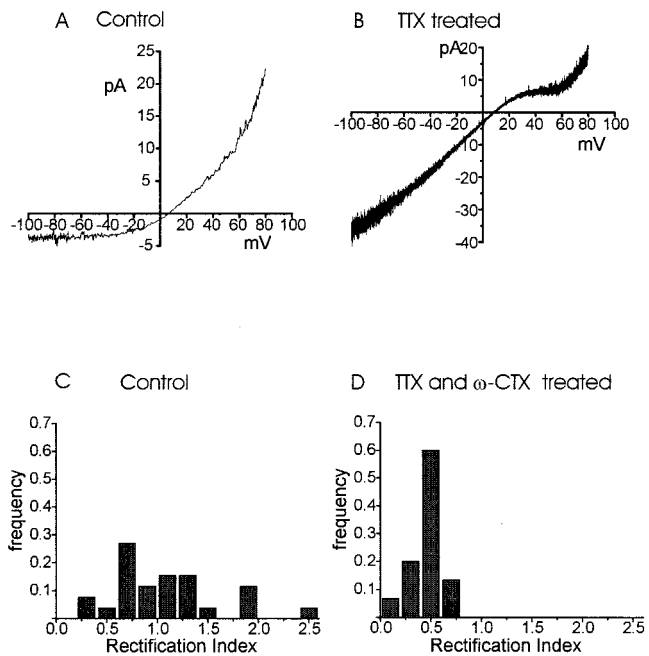 A Control
25
20
pA
15
10
5
-100 -80 -60 -40 -20
20 40 60 80 100
-5
mV
B TTX treated
pA
20
10
-100 -80 -60 -40 -20
20 40 60 80 100
mV
-10
-20
-30
-40
C Control
0.7
0.6
0.5
0.4
0.3
0.2
0.1
frequency
0.0 0.5 1.0 1.5 2.0 2.5
Rectification Index
D TTX and ω-CTX treated
0.7
0.6
0.5
0.4
0.3
0.2
0.1
frequency
0.0 0.5 1.0 1.5 2.0 2.5
Rectification Index